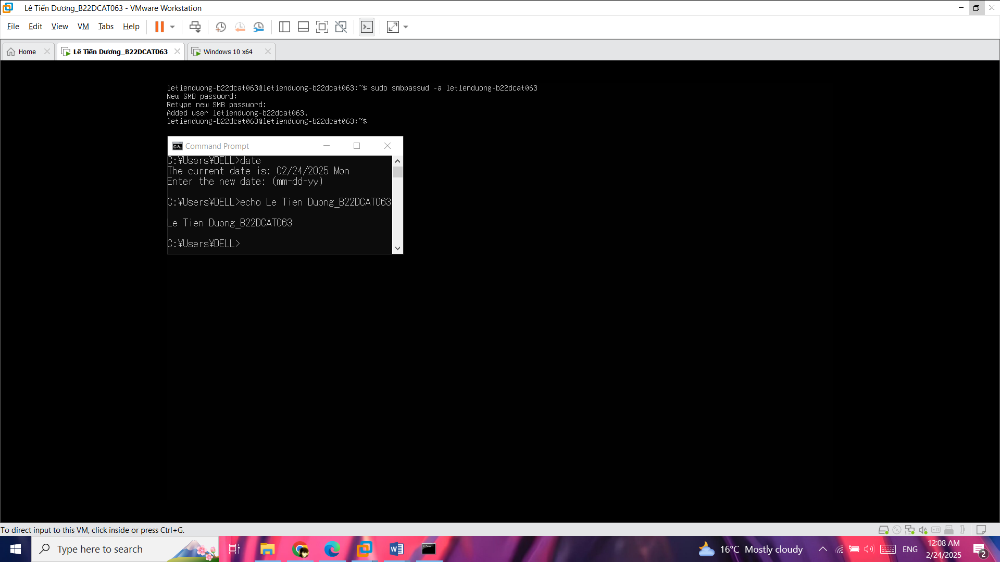 Lê Tiến Dương_B22DCAT063 - VMware Workstation
File Edit View VM Tabs Help
Home Lê Tiến Dương_B22DCAT063 Windows 10 x64
letienduong-b22dcat063@letienduong-b22dcat063:~$ sudo smbpasswd -a letienduong-b22dcat063
New SMB password:
Retype new SMB password:
Added user letienduong-b22dcat063.
letienduong-b22dcat063@letienduong-b22dcat063:~$
Command Prompt
C:¥Users¥DELL>date
The current date is: 02/24/2025 Mon
Enter the new date: (mm-dd-yy)
C:¥Users¥DELL>echo Le Tien Duong_B22DCAT063
Le Tien Duong_B22DCAT063
C:¥Users¥DELL>
To direct input to this VM, click inside or press Ctrl+G.
Type here to search
16°C Mostly cloudy
ENG
12:08 AM
2/24/2025
2